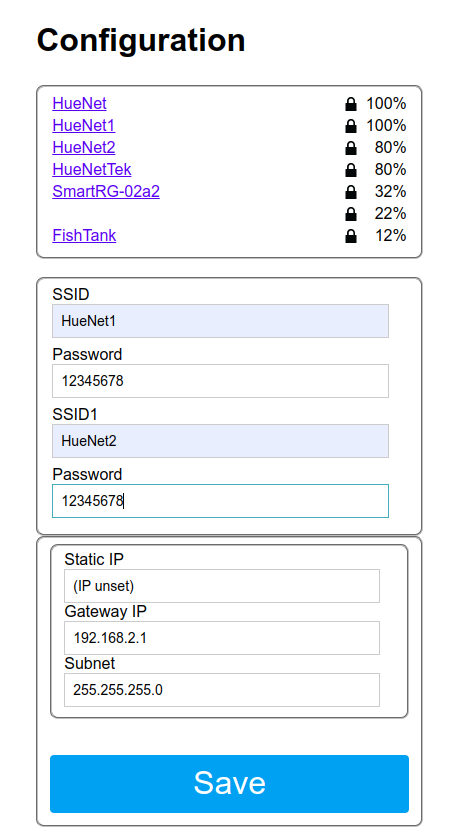 Configuration
HueNet 100%
HueNet1 100%
HueNet2 80%
HueNetTek 80%
SmartRG-02a2 32%
22%
FishTank 12%
SSID
HueNet1
Password
12345678
SSID1
HueNet2
Password
12345678
Static IP
(IP unset)
Gateway IP
192.168.2.1
Subnet
255.255.255.0
Save